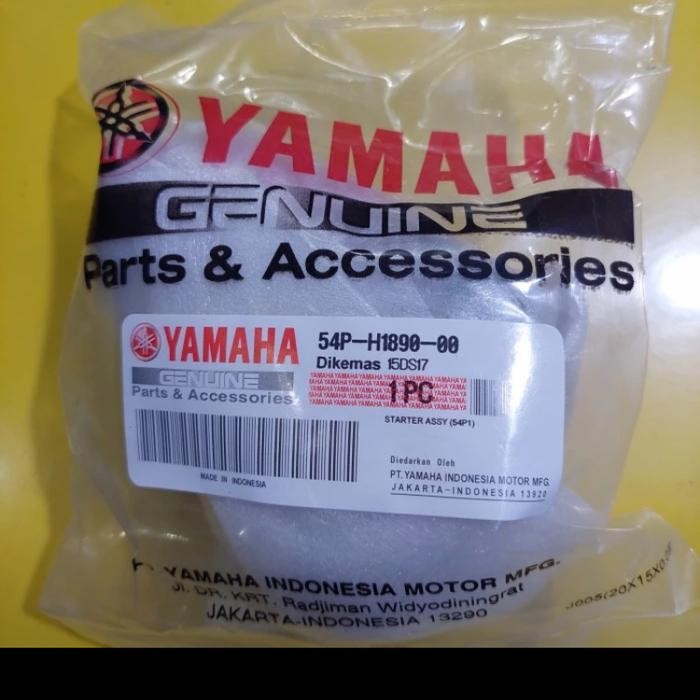 YAMAHA
GENUINE
Parts & Accessories
YAMAHA
GENUINE
Parts & Accessories
54P-H1890-00
Dikemas 15DS17
1 PC
STARTER ASSY (54P1)
MADE IN INDONESIA
Diedarkan Oleh
PT. YAMAHA INDONESIA MOTOR MFG.
JAKARTA-INDONESIA 13920
YAMAHA INDONESIA MOTOR MFG.
Jl. DR. KRT. Radjiman Widyodiningrat
JAKARTA-INDONESIA 13290